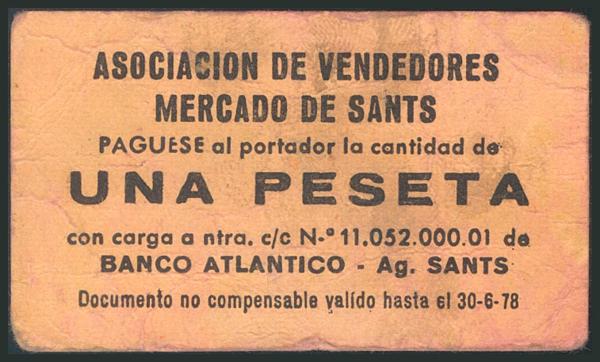 ASOCIACION DE VENDEDORES
MERCADO DE SANTS
PAGUESE al portador la cantidad de
UNA PESETA
con carga a ntra. c/c N.º 11.052.000.01 de
BANCO ATLANTICO - Ag. SANTS
Documento no compensable valido hasta el 30-6-78